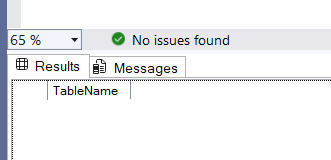 65 %
No issues found
Results
Messages
TableName